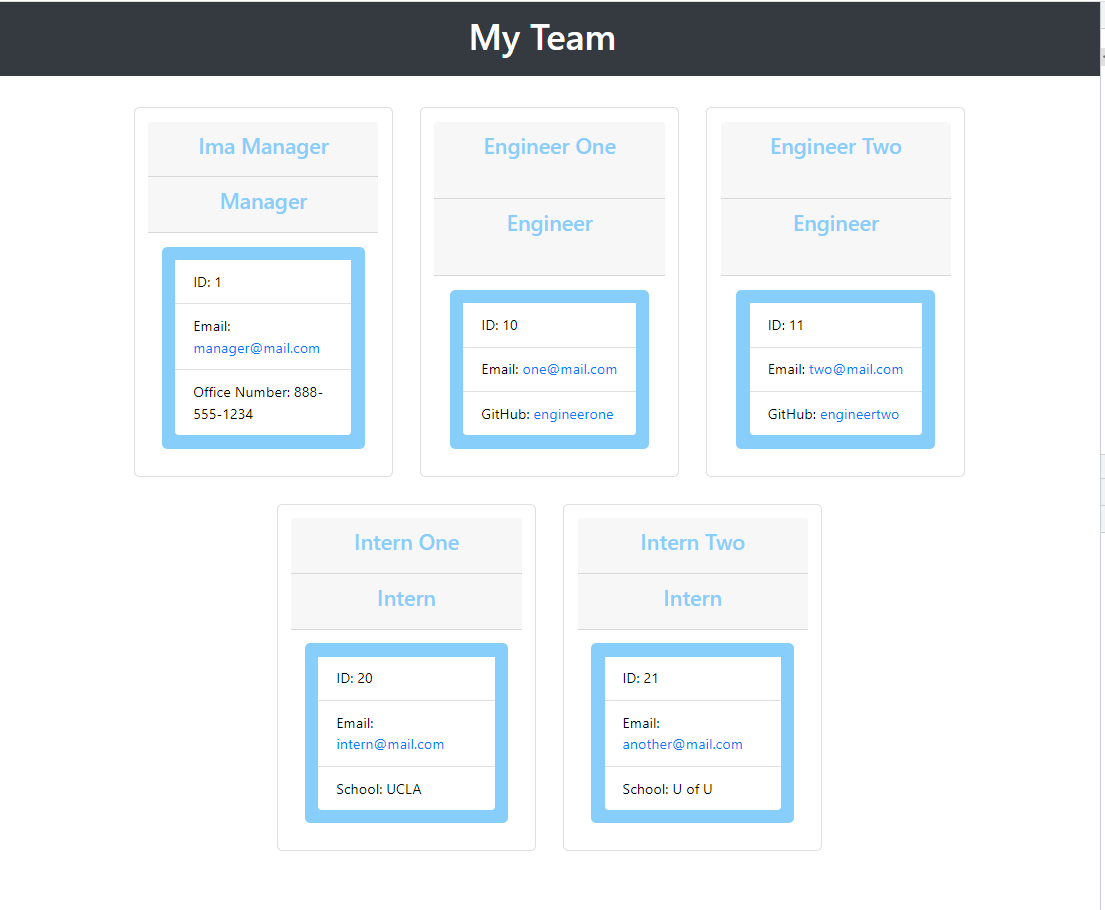 My Team
Ima Manager
Manager
ID: 1
Email:
manager@mail.com
Office Number: 888-
555-1234
Engineer One
Engineer
ID: 10
Email: one@mail.com
GitHub: engineerone
Engineer Two
Engineer
ID: 11
Email: two@mail.com
GitHub: engineertwo
Intern One
Intern
ID: 20
Email:
intern@mail.com
School: UCLA
Intern Two
Intern
ID: 21
Email:
another@mail.com
School: U of U